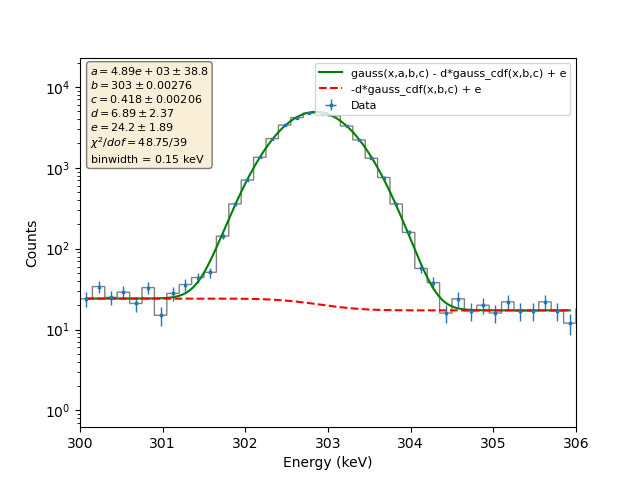 a = 4.89e + 03 ± 38.8
b = 303 ± 0.00276
c = 0.418 ± 0.00206
d = 6.89 ± 2.37
e = 24.2 ± 1.89
χ²/dof = 48.75/39
binwidth = 0.15 keV
gauss(x,a,b,c) - d*gauss_cdf(x,b,c) + e
-d*gauss_cdf(x,b,c) + e
Data
Counts
10⁴
10³
10²
10¹
10⁰
300 301 302 303 304 305 306
Energy (keV)